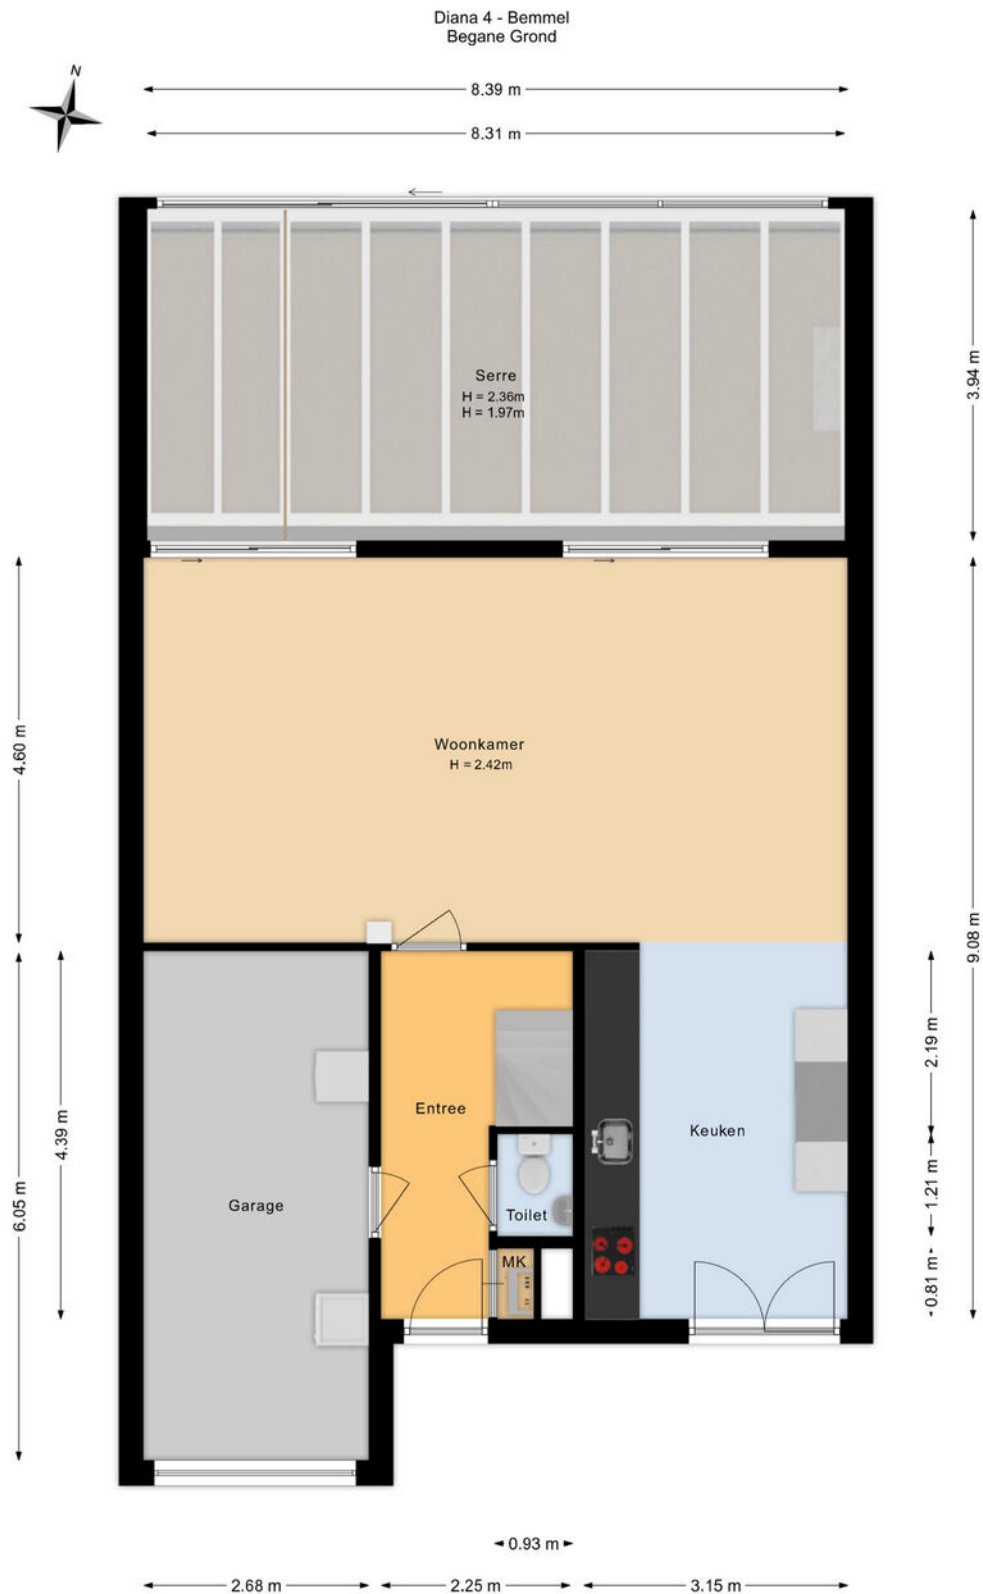 Diana 4 - Bemmel
Begane Grond
N
8.39 m
8.31 m
3.94 m
Serre
H = 2.36m
H = 1.97m
4.60 m
Woonkamer
H = 2.42m
9.08 m
2.19 m
4.39 m
Entree
Keuken
1.21 m
6.05 m
Garage
Toilet
MK
0.81 m
0.93 m
2.68 m
2.25 m
3.15 m